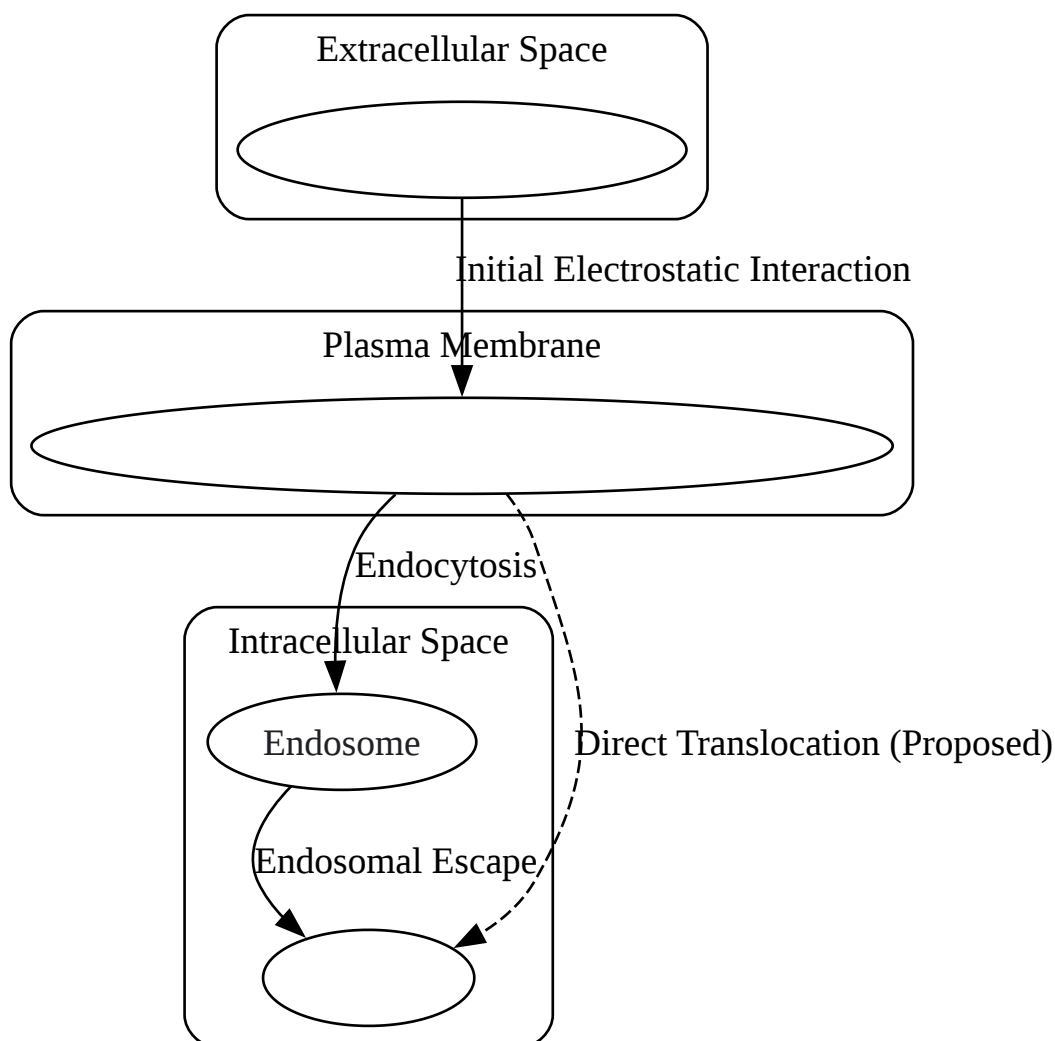 Extracellular Space
Initial Electrostatic Interaction
Plasma Membrane
Endocytosis
Intracellular Space
Endosome
Direct Translocation (Proposed)
Endosomal Escape